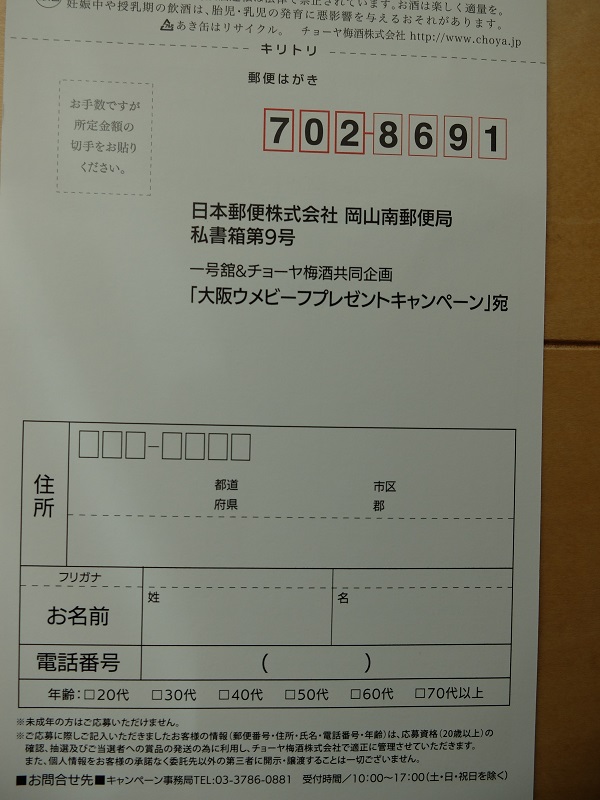 妊娠中や授乳期の飲酒は、胎児・乳児の発育に悪影響を与えるおそれがあります。
あき缶はリサイクル。 チョーヤ梅酒株式会社 http://www.choya.jp
キリトリ
郵便はがき
お手数ですが
所定金額の
切手をお貼り
ください。
702-8691
日本郵便株式会社 岡山南郵便局
私書箱第9号
一号舘&チョーヤ梅酒共同企画
「大阪ウメビーフプレゼントキャンペーン」宛
住所
都道 市区
府県 郡
フリガナ
お名前 姓 名
電話番号 ( )
年齢:□20代 □30代 □40代 □50代 □60代 □70代以上
※未成年の方はご応募いただけません。
※ご応募に際しご記入いただきましたお客様の情報(郵便番号・住所・氏名・電話番号・年齢)は、応募資格(20歳以上)の
確認、抽選及びご当選者への賞品の発送の為に利用し、チョーヤ梅酒株式会社で適正に管理させていただきます。
また、個人情報をお客様の承諾なく委託先以外の第三者に開示・譲渡することは一切ございません。
■お問合せ先■キャンペーン事務局TEL:03-3786-0881 受付時間/10:00~17:00(土・日・祝日を除く)